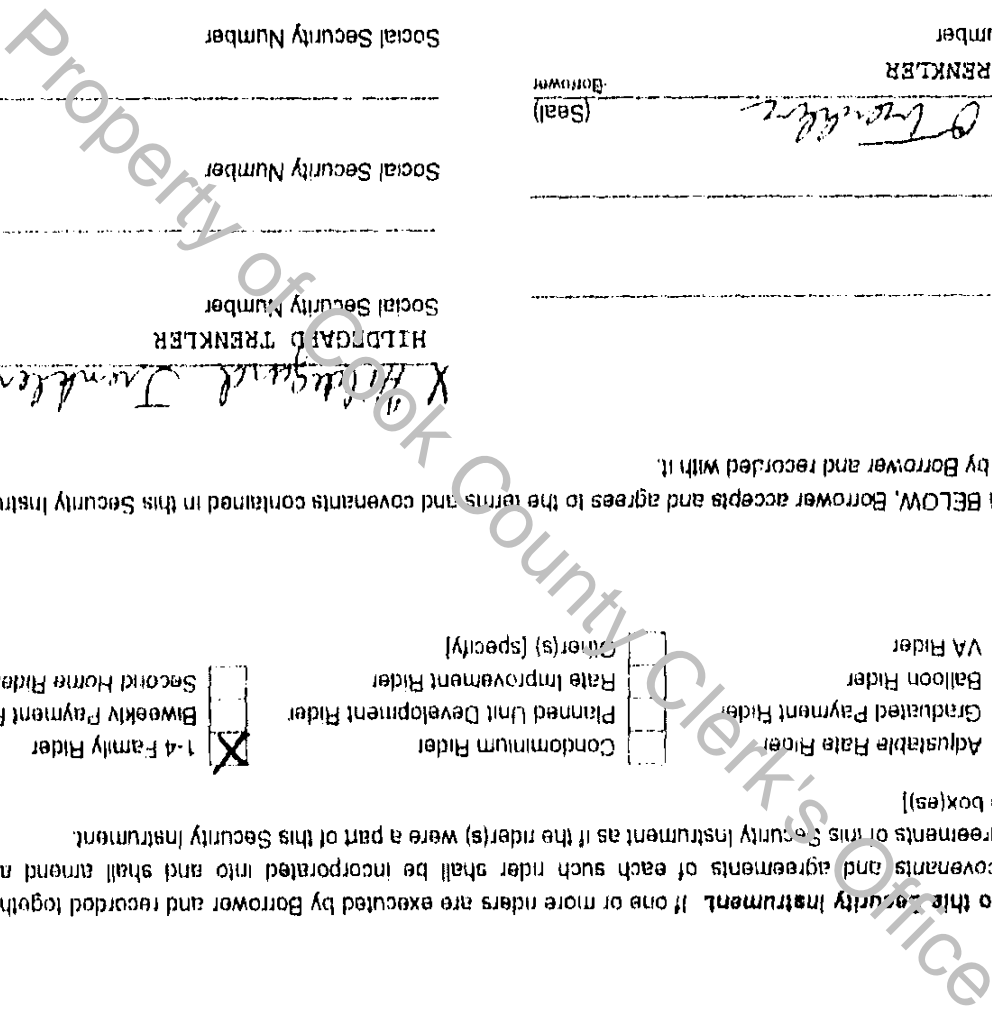 o this Security Instrument. If one or more riders are executed by Borrower and recorded togeth
covenants and agreements of each such rider shall be incorporated into and shall amend a
reements of this Security Instrument as if the rider(s) were a part of this Security Instrument.
box(es)]
Adjustable Rate Rider Condominium Rider X 1-4 Family Rider
Graduated Payment Rider Planned Unit Development Rider Biweekly Payment R
Balloon Rider Rate Improvement Rider Second Home Rider
VA Rider Other(s) [specify]
BELOW, Borrower accepts and agrees to the terms and covenants contained in this Security Instru
by Borrower and recorded with it.
X Hildegard Trenkler
HILDEGARD TRENKLER
Social Security Number
Social Security Number
Trenkler (Seal)
-Borrower
RENKLER
umber Social Security Number
Property of Cook County Clerk's Office